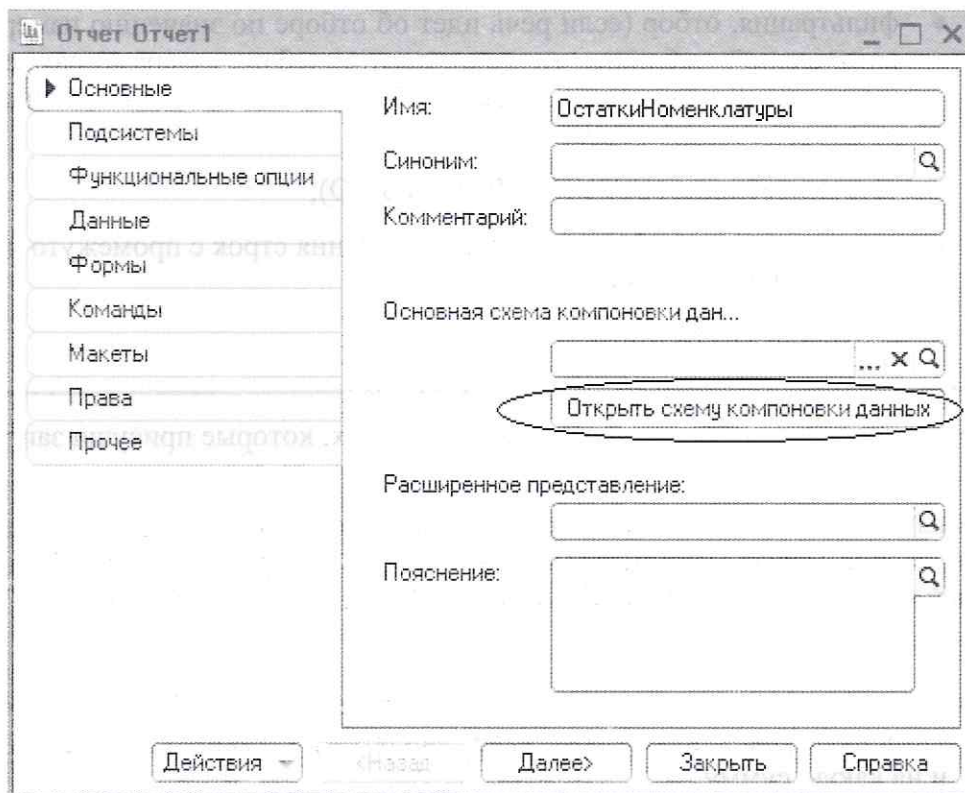 Отчет Отчет1
Основные
Подсистемы
Функциональные опции
Данные
Формы
Команды
Макеты
Права
Прочее
Имя:
ОстаткиНоменклатуры
Синоним:
Комментарий:
Основная схема компоновки дан...
... X
Открыть схему компоновки данных
Расширенное представление:
Пояснение:
Действия
<Назад
Далее>
Закрыть
Справка